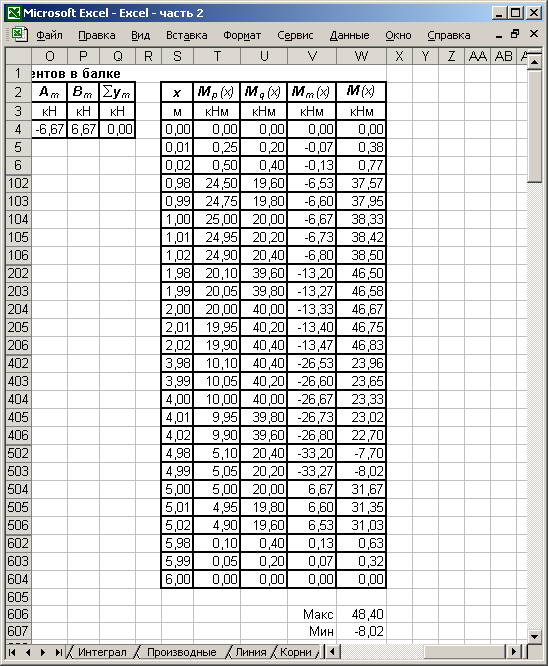 Microsoft Excel - Excel - часть 2
Файл Правка Вид Вставка Формат Сервис Данные Окно Справка
O P Q R S T U V W X Y Z AA AB A
1 ентов в балке
2 Am Bm ∑ym x Mp(x) Mq(x) Mm(x) M(x)
3 кН кН кН м кНм кНм кНм кНм
4 -6,67 6,67 0,00 0,00 0,00 0,00 0,00 0,00
5 0,01 0,25 0,20 -0,07 0,38
6 0,02 0,50 0,40 -0,13 0,77
102 0,98 24,50 19,60 -6,53 37,57
103 0,99 24,75 19,80 -6,60 37,95
104 1,00 25,00 20,00 -6,67 38,33
105 1,01 24,95 20,20 -6,73 38,42
106 1,02 24,90 20,40 -6,80 38,50
202 1,98 20,10 39,60 -13,20 46,50
203 1,99 20,05 39,80 -13,27 46,58
204 2,00 20,00 40,00 -13,33 46,67
205 2,01 19,95 40,20 -13,40 46,75
206 2,02 19,90 40,40 -13,47 46,83
402 3,98 10,10 40,40 -26,53 23,96
403 3,99 10,05 40,20 -26,60 23,65
404 4,00 10,00 40,00 -26,67 23,33
405 4,01 9,95 39,80 -26,73 23,02
406 4,02 9,90 39,60 -26,80 22,70
502 4,98 5,10 20,40 -33,20 -7,70
503 4,99 5,05 20,20 -33,27 -8,02
504 5,00 5,00 20,00 6,67 31,67
505 5,01 4,95 19,80 6,60 31,35
506 5,02 4,90 19,60 6,53 31,03
602 5,98 0,10 0,40 0,13 0,63
603 5,99 0,05 0,20 0,07 0,32
604 6,00 0,00 0,00 0,00 0,00
605
606 Макс 48,40
607 Мин -8,02
Интеграл Производные Линия Корни